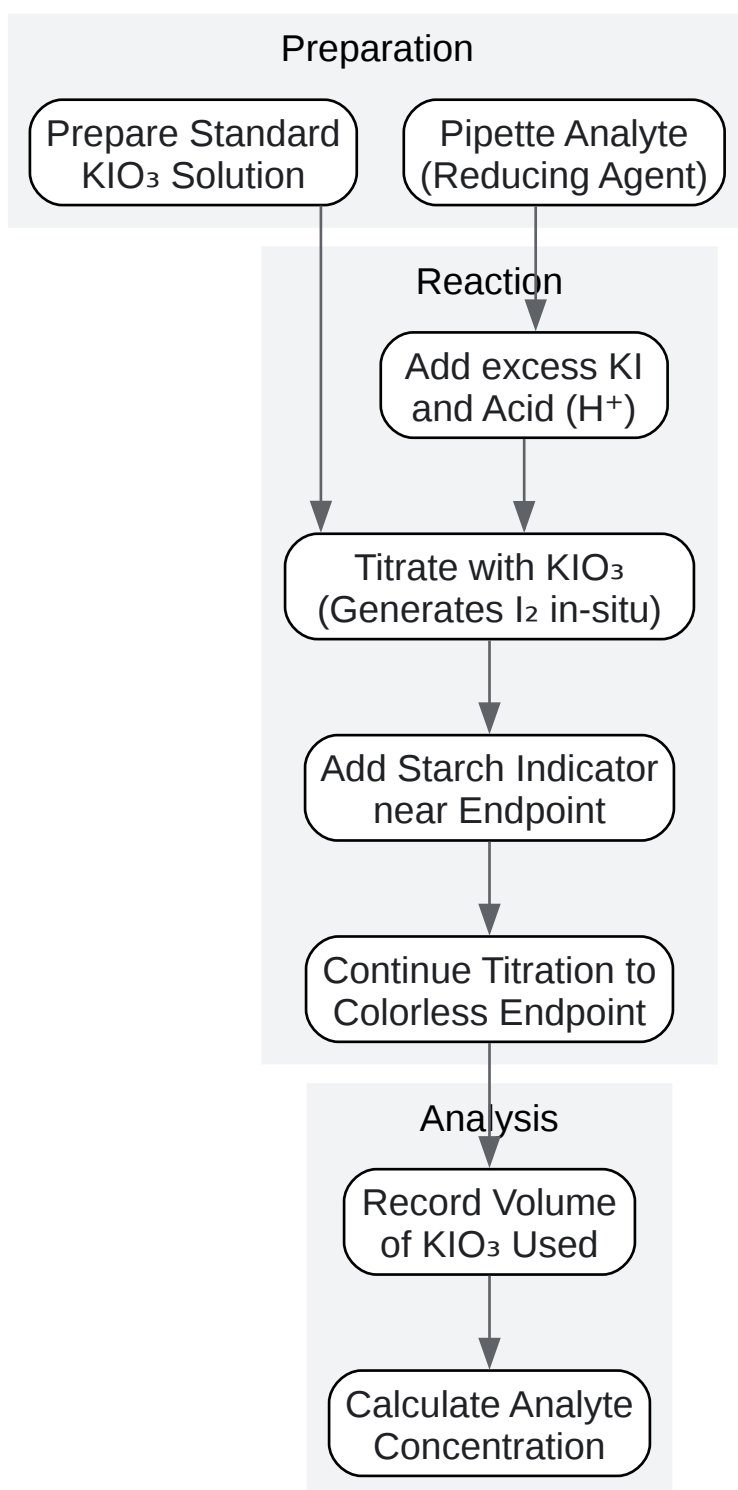 Preparation
Prepare Standard
KIO₃ Solution
Pipette Analyte
(Reducing Agent)
Reaction
Add excess KI
and Acid (H⁺)
Titrate with KIO₃
(Generates I₂ in-situ)
Add Starch Indicator
near Endpoint
Continue Titration to
Colorless Endpoint
Analysis
Record Volume
of KIO₃ Used
Calculate Analyte
Concentration